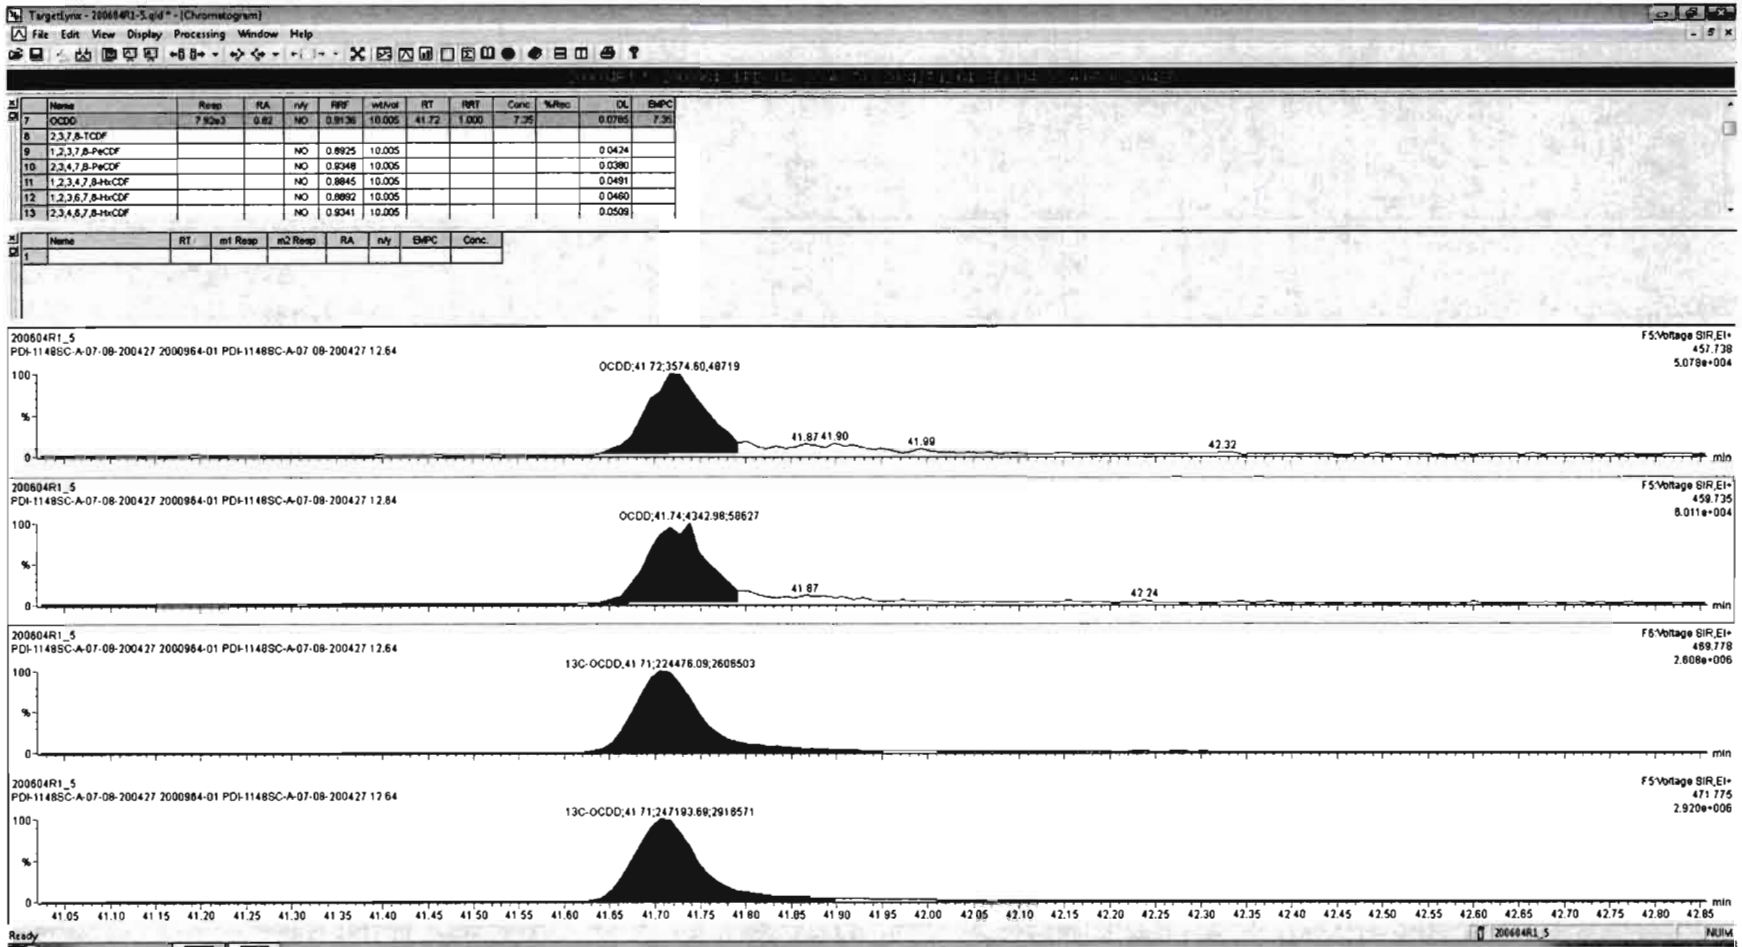 TargetLynx - 200604R1-5.qld * - [Chromatogram]
File Edit View Display Processing Window Help
Name Resp RA n/y RRF wt/vol RT RRT Conc %Rec DL EMPC
7 OCDD 7.92e3 0.82 NO 0.9136 10.005 41.72 1.000 7.35 0.0785 7.35
8 2,3,7,8-TCDF
9 1,2,3,7,8-PeCDF NO 0.8925 10.005 0.0424
10 2,3,4,7,8-PeCDF NO 0.9348 10.005 0.0380
11 1,2,3,4,7,8-HxCDF NO 0.8845 10.005 0.0491
12 1,2,3,6,7,8-HxCDF NO 0.8892 10.005 0.0460
13 2,3,4,6,7,8-HxCDF NO 0.9341 10.005 0.0509
Name RT m1 Resp m2 Resp RA n/y EMPC Conc.
1
200604R1_5
F5:Voltage SIR,EI+
PDI-114BSC-A-07-08-200427 2000964-01 PDI-114BSC-A-07 08-200427 12.64
457.738
5.078e+004
OCDD;41 72;3574.60;48719
100
%
0
41.87 41.90
41.99
42.32
min
200604R1_5
F5:Voltage SIR,EI+
PDI-114BSC-A-07-08-200427 2000964-01 PDI-114BSC-A-07-08-200427 12.64
459.735
6.011e+004
OCDD;41.74;4342.98;58627
100
%
0
41 87
42 24
min
200604R1_5
F6:Voltage SIR,EI+
PDI-114BSC-A-07-08-200427 2000964-01 PDI-114BSC-A-07-08-200427 12.64
469.778
2.608e+006
13C-OCDD,41 71;224476.09;2606503
100
%
0
min
200604R1_5
F5:Voltage SIR,EI+
PDI-114BSC-A-07-08-200427 2000964-01 PDI-114BSC-A-07-08-200427 12 64
471 775
2.920e+006
13C-OCDD;41 71;247193.69;2918571
100
%
0
min
41.05 41.10 41 15 41.20 41.25 41.30 41 35 41.40 41.45 41 50 41 55 41.60 41.65 41.70 41.75 41 80 41.85 41 90 41 95 42.00 42 05 42.10 42.15 42 20 42.25 42.30 42.35 42.40 42.45 42.50 42.55 42.60 42.65 42.70 42.75 42.80 42.85
Ready
200604R1_5
NUM